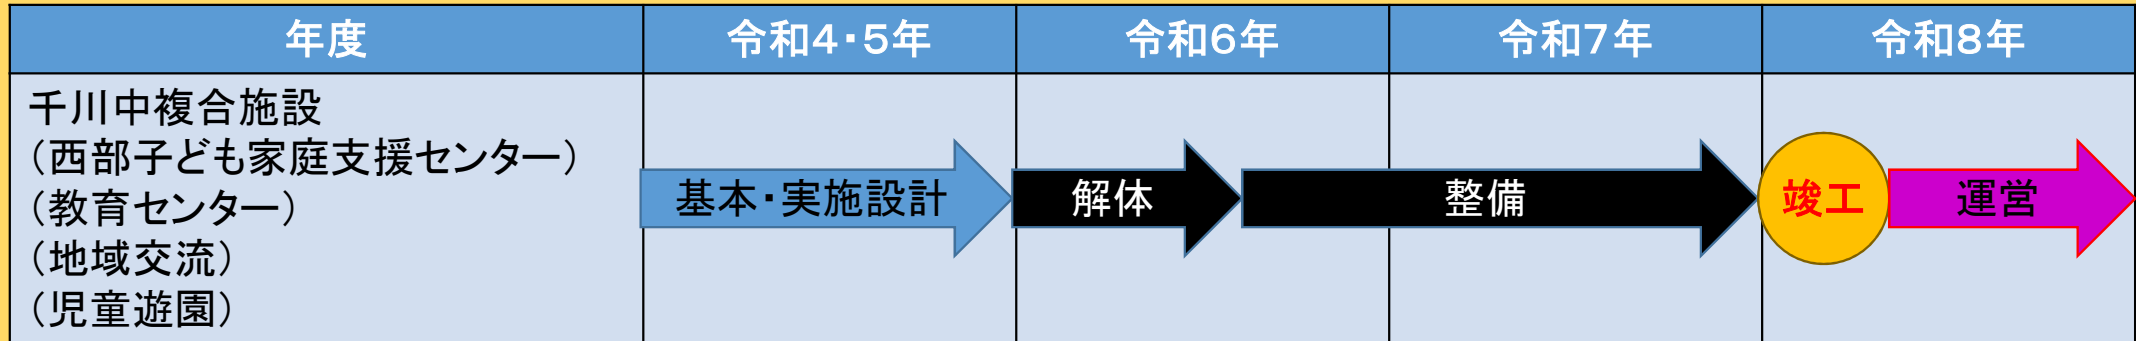 年度
令和4・5年
令和6年
令和7年
令和8年
千川中複合施設
（西部子ども家庭支援センター）
（教育センター）
（地域交流）
（児童遊園）
基本・実施設計
解体
整備
竣工
運営